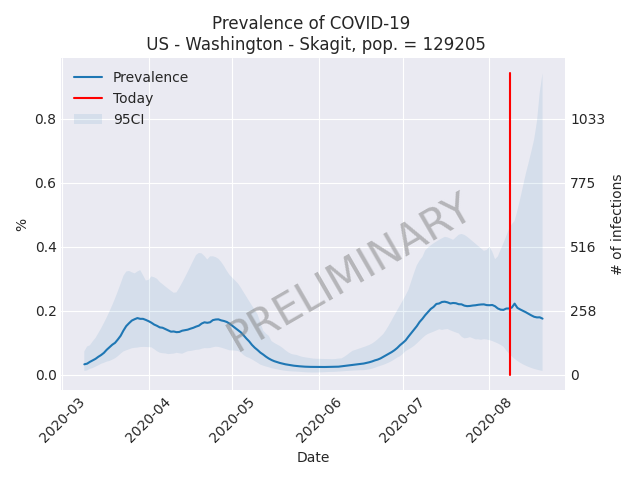 Prevalence of COVID-19
US - Washington - Skagit, pop. = 129205
Prevalence
Today
95CI
PRELIMINARY
%
0.8
0.6
0.4
0.2
0.0
1033
775
516
258
0
# of infections
2020-03
2020-04
2020-05
2020-06
2020-07
2020-08
Date